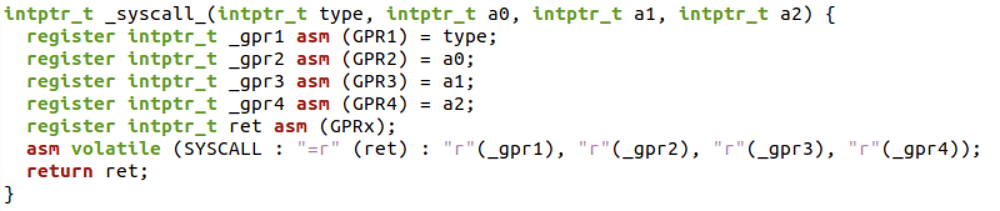 intptr_t _syscall_(intptr_t type, intptr_t a0, intptr_t a1, intptr_t a2) {
  register intptr_t _gpr1 asm (GPR1) = type;
  register intptr_t _gpr2 asm (GPR2) = a0;
  register intptr_t _gpr3 asm (GPR3) = a1;
  register intptr_t _gpr4 asm (GPR4) = a2;
  register intptr_t ret asm (GPRx);
  asm volatile (SYSCALL : "=r" (ret) : "r"(_gpr1), "r"(_gpr2), "r"(_gpr3), "r"(_gpr4));
  return ret;
}